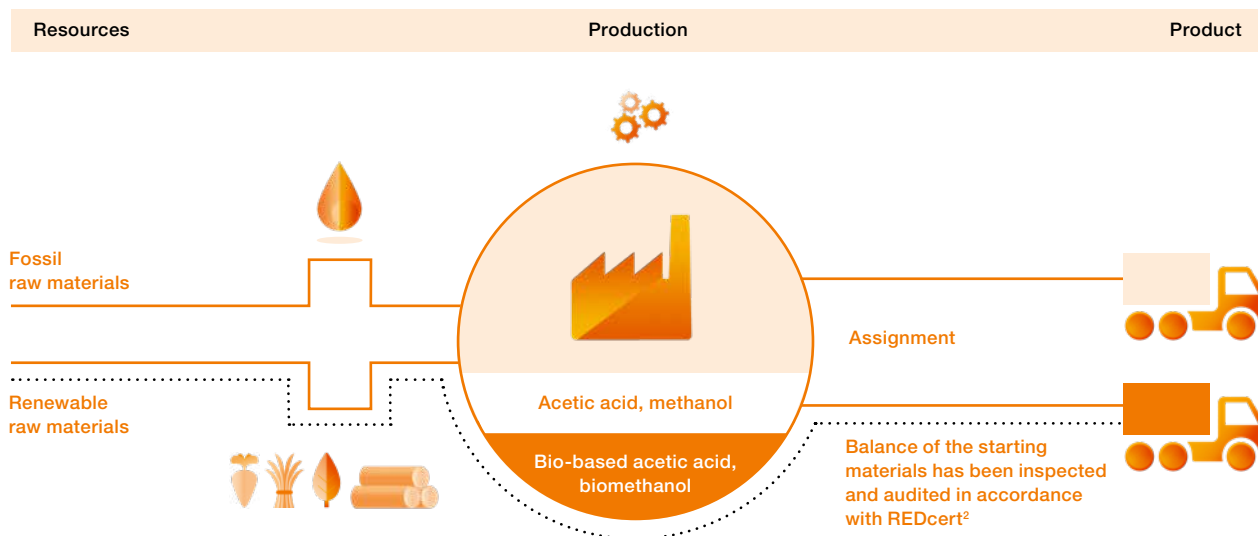 Resources
Production
Product
Fossil
raw materials
Renewable
raw materials
Acetic acid, methanol
Bio-based acetic acid,
biomethanol
Assignment
Balance of the starting
materials has been inspected
and audited in accordance
with REDcert²